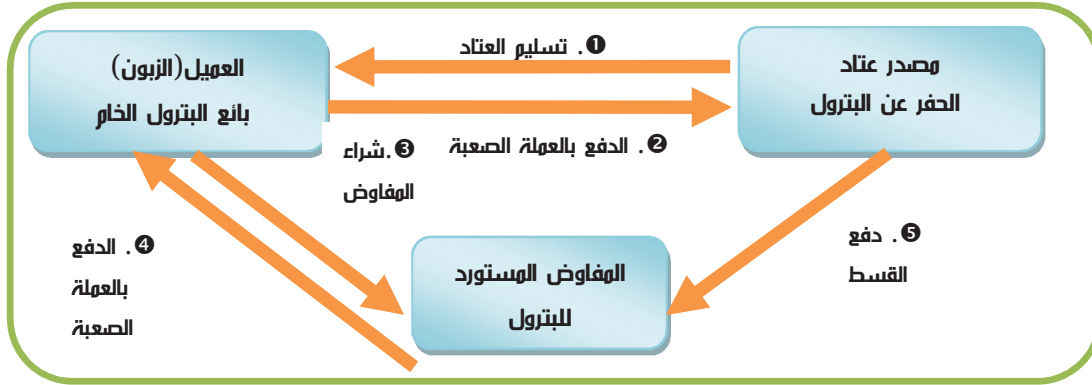 ❶. تسليم العتاد
مصدر عتاد
الحفر عن البترول
العميل(الزبون)
بائع البترول الخام
❷. الدفع بالعملة الصعبة
❸.شراء
المفاوض
❹. الدفع
بالعملة
الصعبة
❺. دفع
القسط
المفاوض المستورد
للبترول